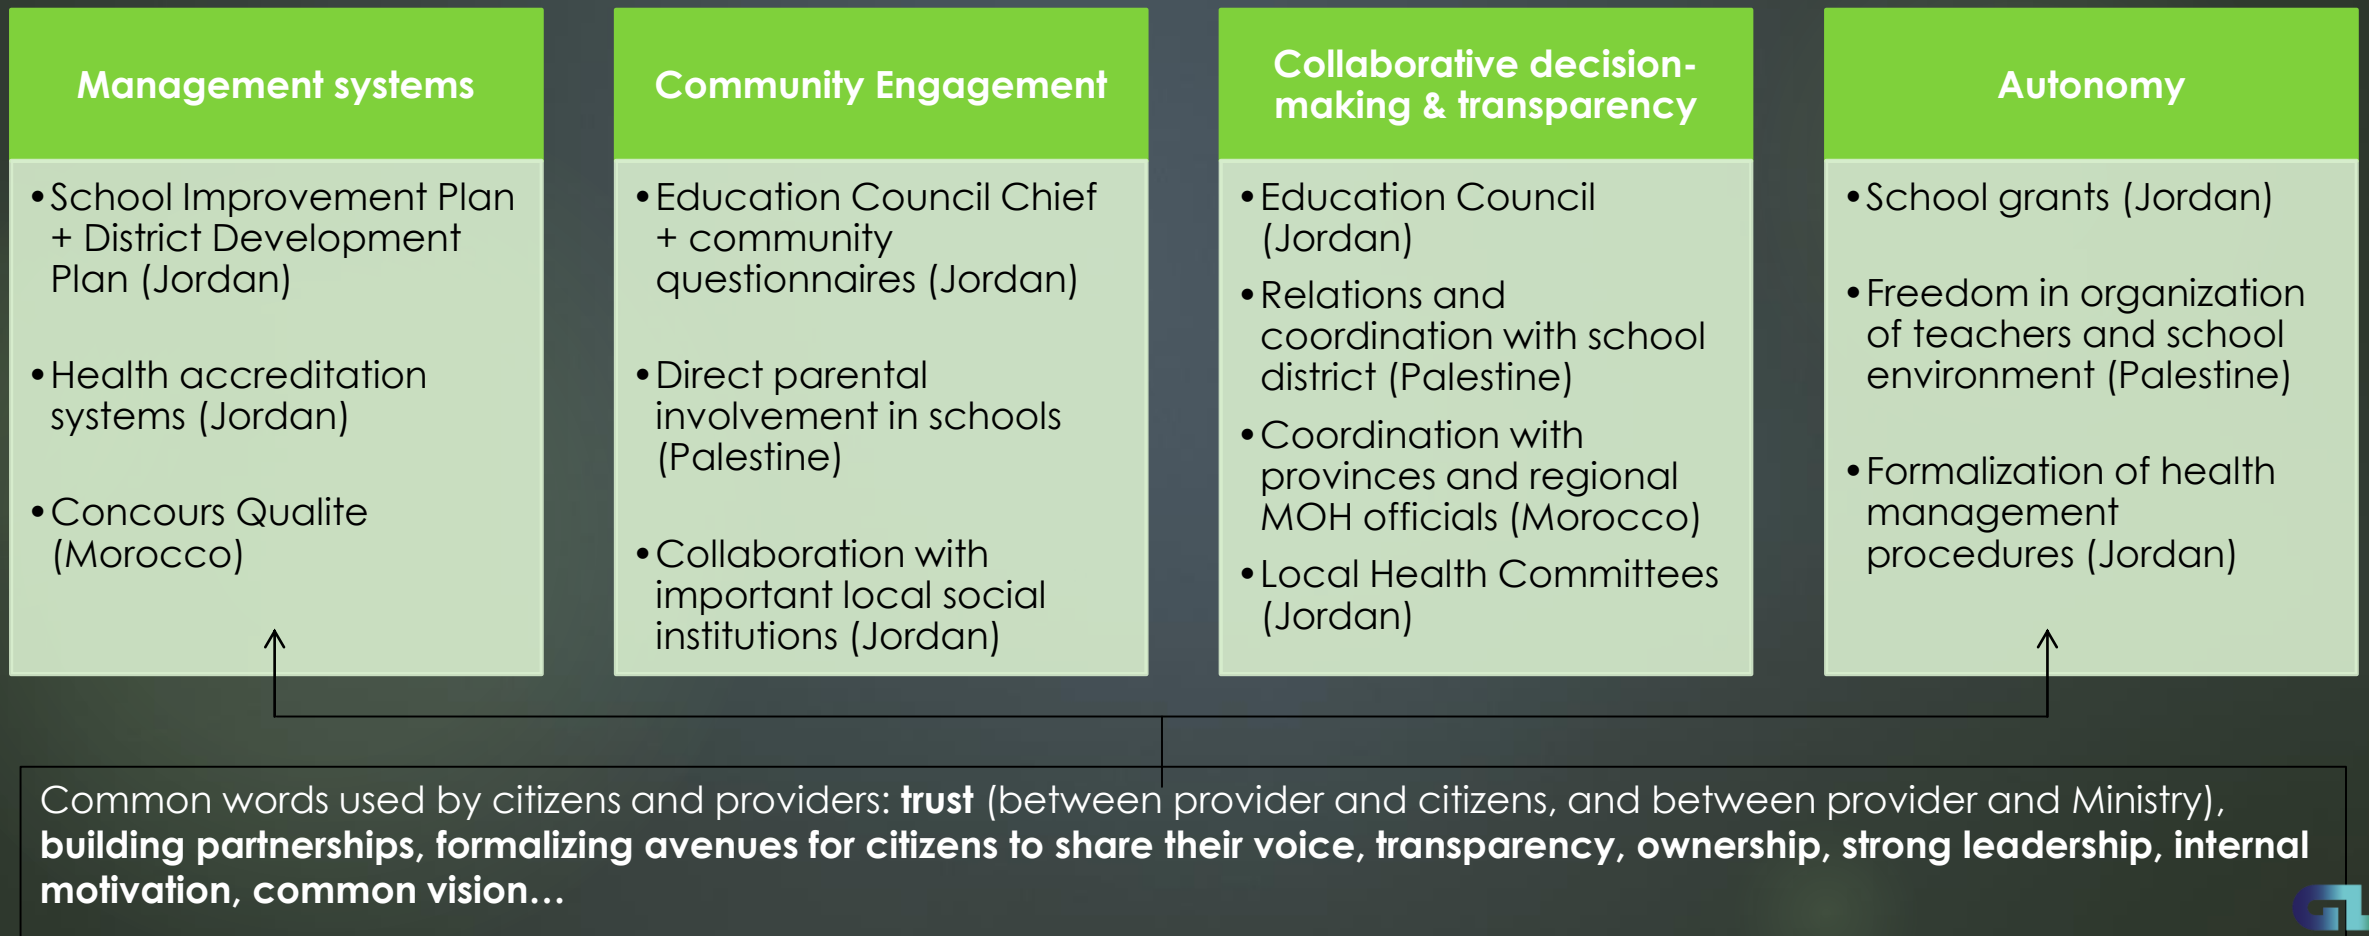 Management systems
•School Improvement Plan
+ District Development
Plan (Jordan)
•Health accreditation
systems (Jordan)
•Concours Qualite
(Morocco)
Community Engagement
•Education Council Chief
+ community
questionnaires (Jordan)
•Direct parental
involvement in schools
(Palestine)
•Collaboration with
important local social
institutions (Jordan)
Collaborative decision-
making & transparency
•Education Council
(Jordan)
•Relations and
coordination with school
district (Palestine)
•Coordination with
provinces and regional
MOH officials (Morocco)
•Local Health Committees
(Jordan)
Autonomy
•School grants (Jordan)
•Freedom in organization
of teachers and school
environment (Palestine)
•Formalization of health
management
procedures (Jordan)
Common words used by citizens and providers: trust (between provider and citizens, and between provider and Ministry),
building partnerships, formalizing avenues for citizens to share their voice, transparency, ownership, strong leadership, internal
motivation, common vision…